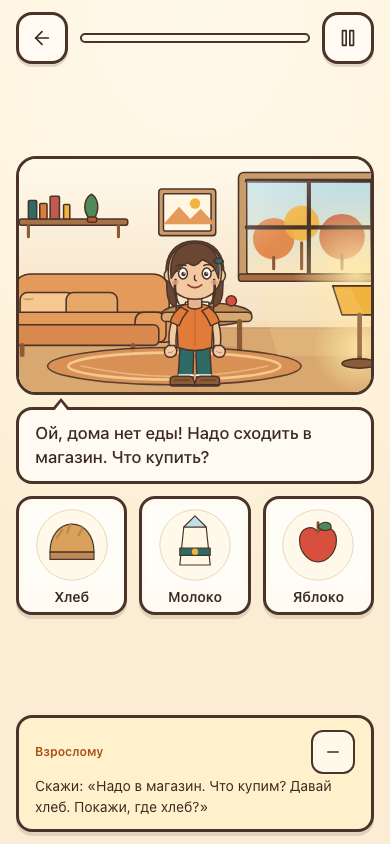 Ой, дома нет еды! Надо сходить в
магазин. Что купить?
Хлеб
Молоко
Яблоко
Взрослому
Скажи: «Надо в магазин. Что купим? Давай
хлеб. Покажи, где хлеб?»